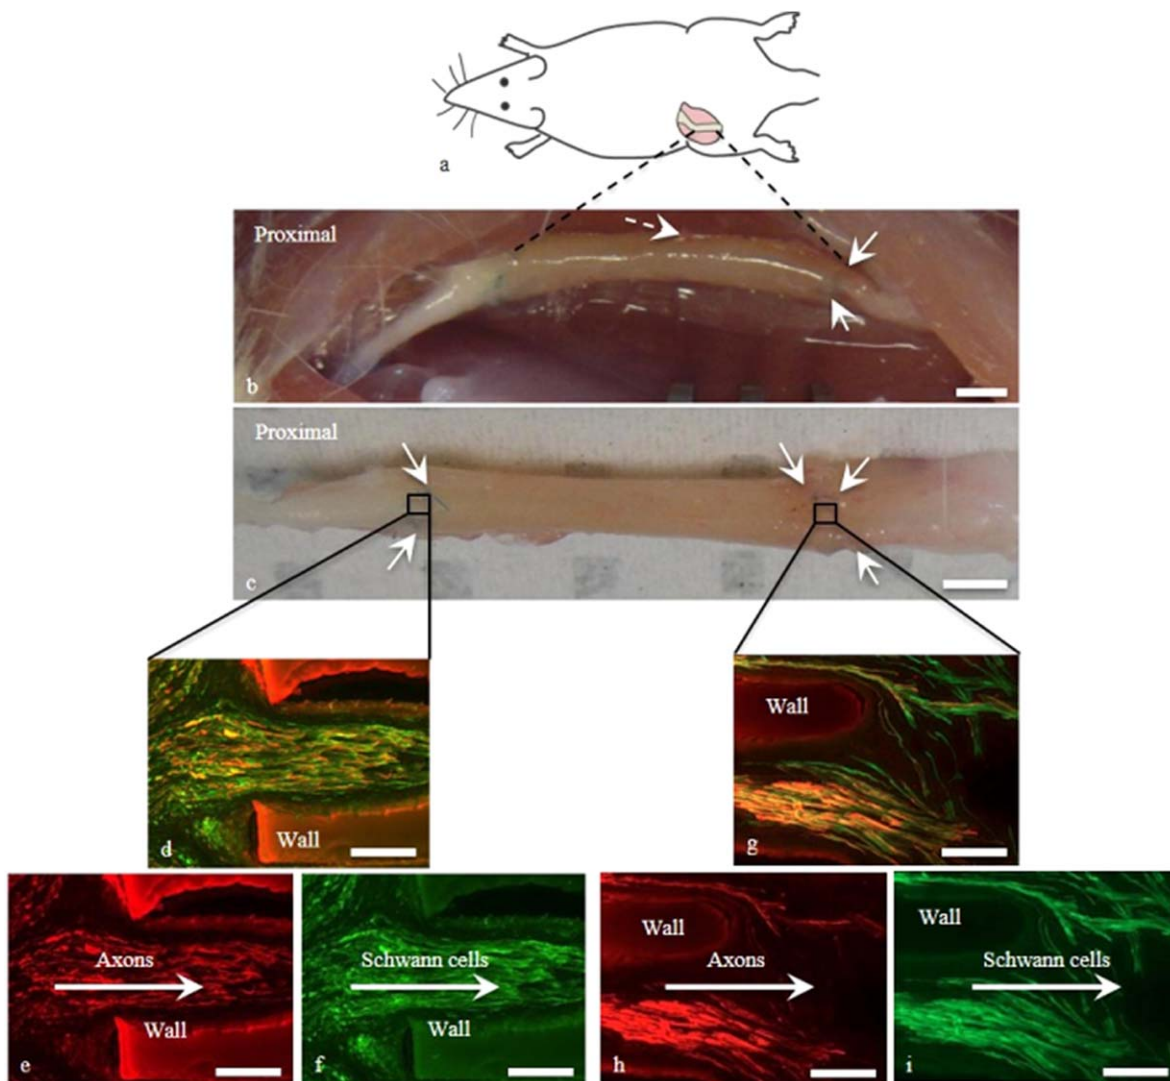 a
Proximal
b
Proximal
c
Wall
d
Wall
g
Axons
Wall
e
Schwann cells
Wall
f
Wall
Axons
h
Wall
Schwann cells
i